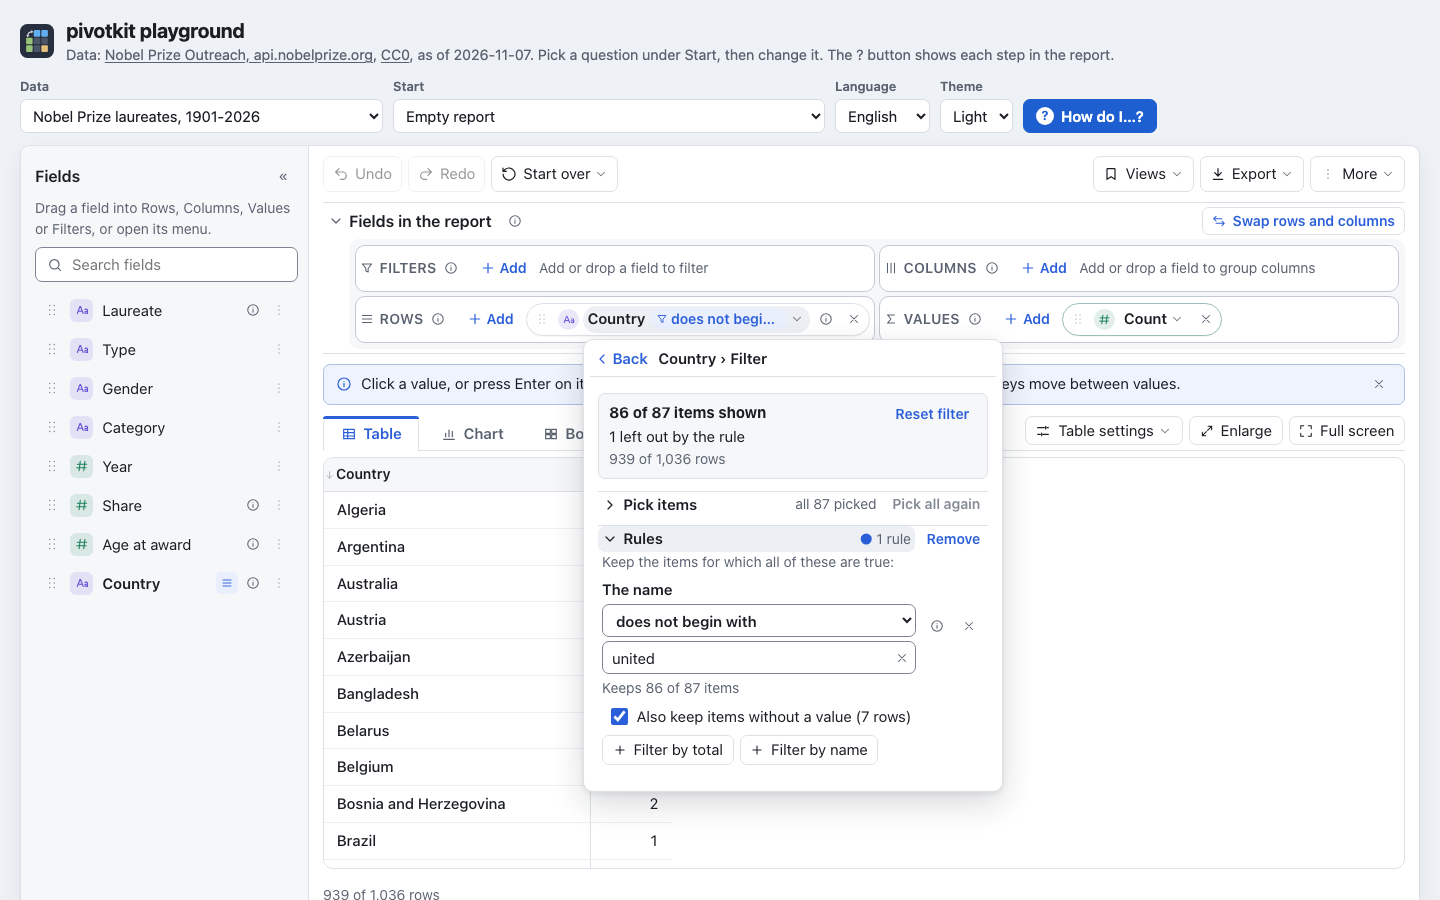 pivotkit playground
Data: Nobel Prize Outreach, api.nobelprize.org, CC0, as of 2026-11-07. Pick a question under Start, then change it. The ? button shows each step in the report.
Data
Start
Language
Theme
Nobel Prize laureates, 1901-2026
Empty report
English
Light
? How do I...?
Fields
«
Drag a field into Rows, Columns, Values
or Filters, or open its menu.
Search fields
Aa Laureate
Aa Type
Aa Gender
Aa Category
# Year
# Share
# Age at award
Aa Country
Undo
Redo
Start over
Views
Export
More
Fields in the report
Swap rows and columns
FILTERS
+ Add
Add or drop a field to filter
COLUMNS
+ Add
Add or drop a field to group columns
ROWS
+ Add
Aa Country
does not begi...
Σ VALUES
+ Add
# Count
Click a value, or press Enter on it
eys move between values.
Table
Chart
Bo
Table settings
Enlarge
Full screen
↓ Country
Algeria
Argentina
Australia
Austria
Azerbaijan
Bangladesh
Belarus
Belgium
Bosnia and Herzegovina 2
Brazil 1
939 of 1,036 rows
Back
Country › Filter
86 of 87 items shown
Reset filter
1 left out by the rule
939 of 1,036 rows
Pick items
all 87 picked
Pick all again
Rules
1 rule
Remove
Keep the items for which all of these are true:
The name
does not begin with
united
Keeps 86 of 87 items
Also keep items without a value (7 rows)
+ Filter by total
+ Filter by name